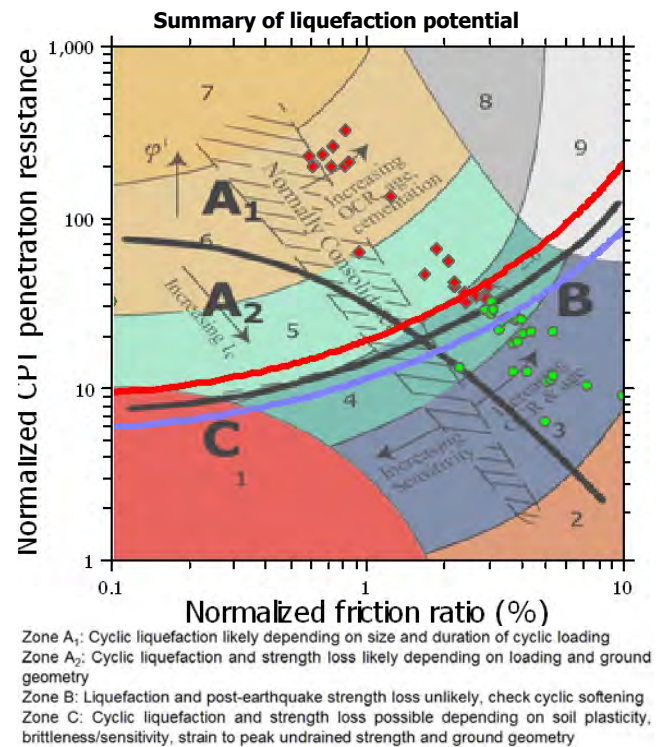 Summary of liquefaction potential
Normalized CPT penetration resistance
1,000
100
10
1
0.1
1
10
7
8
9
φ'
A1
6
A2
5
4
B
C
1
3
2
Normally Consolidated
Increasing
OCR, age,
cementation
Increasing Ic
Increasing
OCR & age
Increasing
Sensitivity
Normalized friction ratio (%)
Zone A1: Cyclic liquefaction likely depending on size and duration of cyclic loading
Zone A2: Cyclic liquefaction and strength loss likely depending on loading and ground
geometry
Zone B: Liquefaction and post-earthquake strength loss unlikely, check cyclic softening
Zone C: Cyclic liquefaction and strength loss possible depending on soil plasticity,
brittleness/sensitivity, strain to peak undrained strength and ground geometry